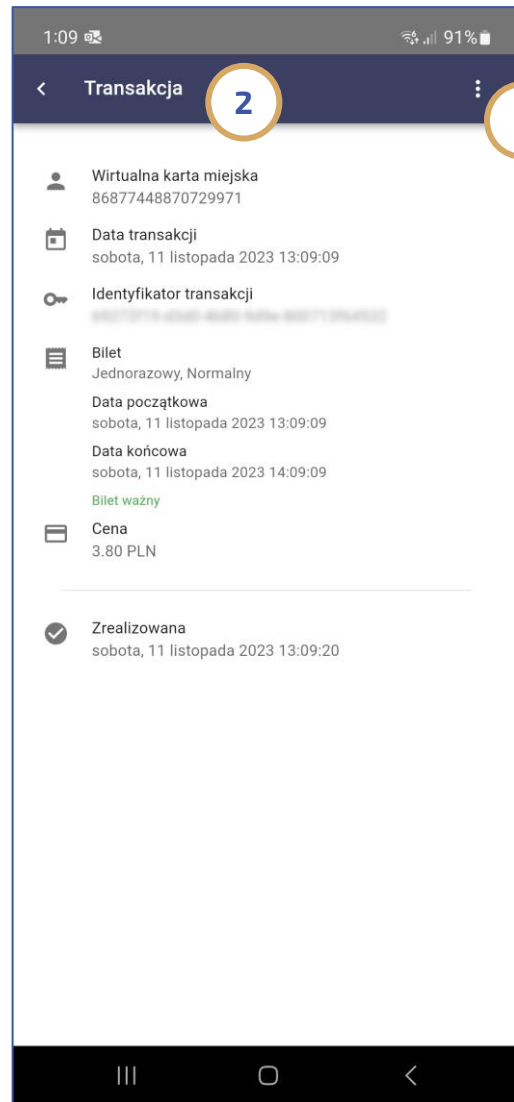 1:09 91%
Transakcja
2
Wirtualna karta miejska
86877448870729971
Data transakcji
sobota, 11 listopada 2023 13:09:09
Identyfikator transakcji
Bilet
Jednorazowy, Normalny
Data początkowa
sobota, 11 listopada 2023 13:09:09
Data końcowa
sobota, 11 listopada 2023 14:09:09
Bilet ważny
Cena
3.80 PLN
Zrealizowana
sobota, 11 listopada 2023 13:09:20